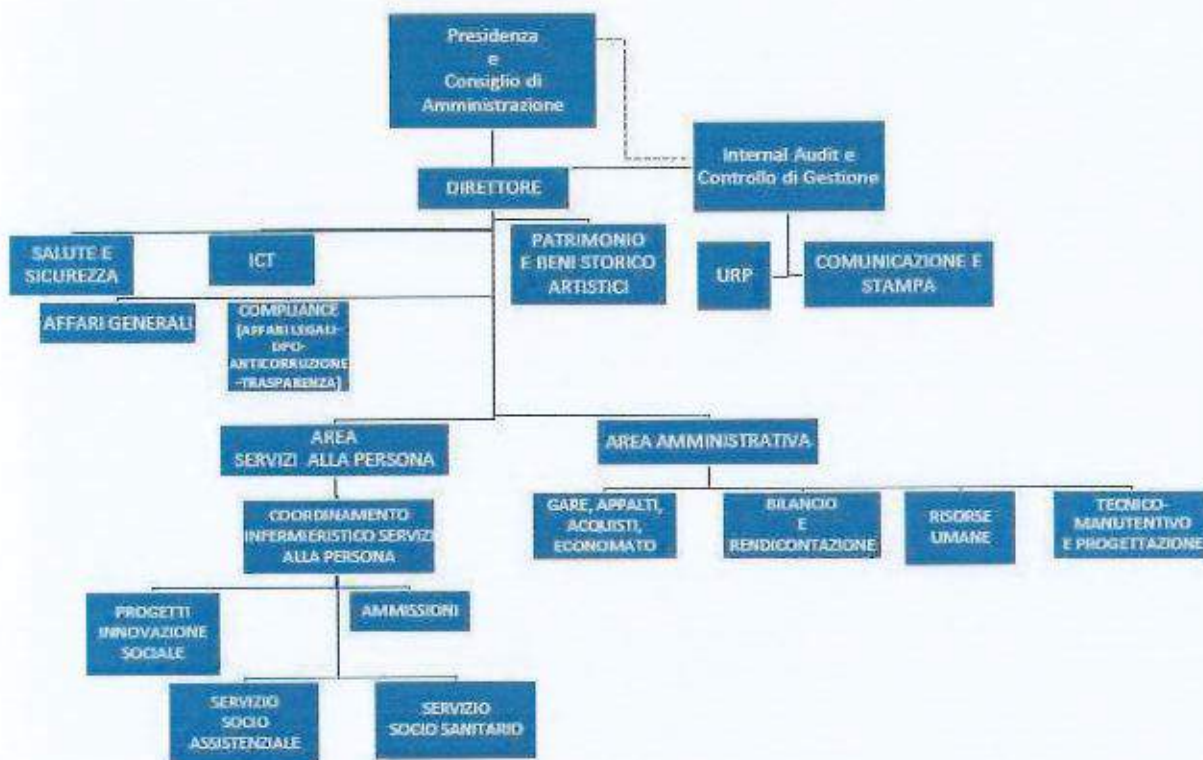 Presidenza
e
Consiglio di
Amministrazione
Internal Audit e
Controllo di Gestione
DIRETTORE
SALUTE E
SICUREZZA
ICT
PATRIMONIO
E BENI STORICO
ARTISTICI
URP
COMUNICAZIONE E
STAMPA
AFFARI GENERALI
COMPLIANCE
(AFFARI LEGALI-
DPO-
ANTICORRUZIONE
-TRASPARENZA)
AREA
SERVIZI ALLA PERSONA
AREA AMMINISTRATIVA
COORDINAMENTO
INFERMIERISTICO SERVIZI
ALLA PERSONA
GARE, APPALTI,
ACQUISTI,
ECONOMATO
BILANCIO
E
RENDICONTAZIONE
RISORSE
UMANE
TECNICO-
MANUTENTIVO
E PROGETTAZIONE
PROGETTI
INNOVAZIONE
SOCIALE
AMMISSIONI
SERVIZIO
SOCIO
ASSISTENZIALE
SERVIZIO
SOCIO SANITARIO